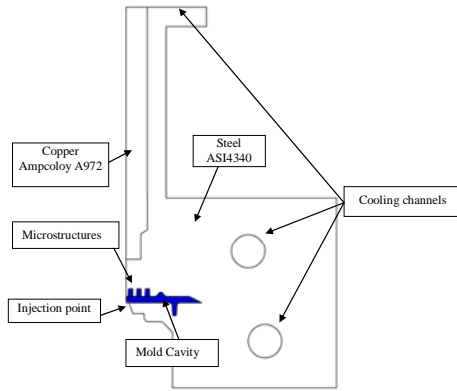 Copper
Ampcoloy A972
Steel
ASI4340
Cooling channels
Microstructures
Injection point
Mold Cavity